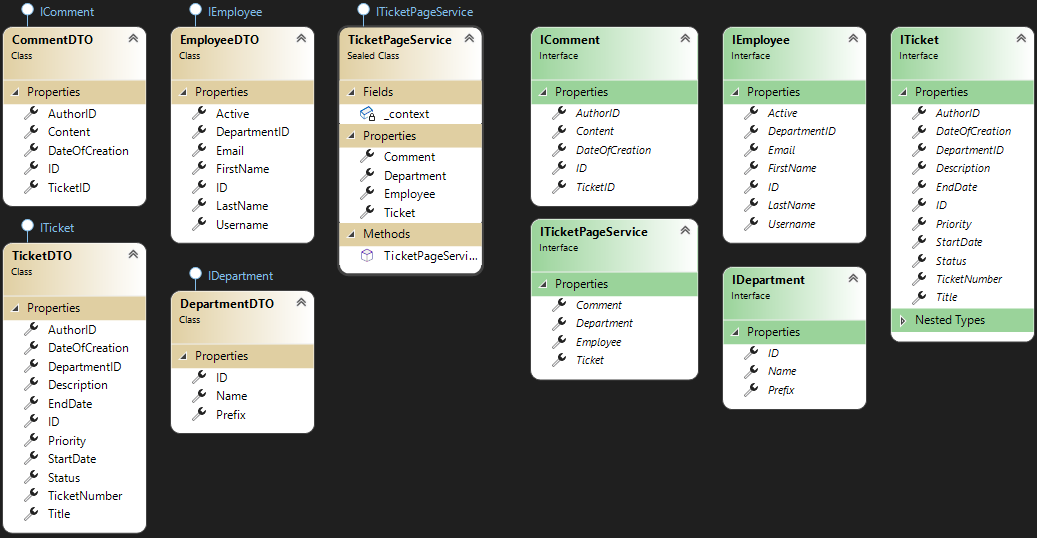 IComment
CommentDTO
Class
Properties
AuthorID
Content
DateOfCreation
ID
TicketID
ITicket
TicketDTO
Class
Properties
AuthorID
DateOfCreation
DepartmentID
Description
EndDate
ID
Priority
StartDate
Status
TicketNumber
Title
IEmployee
EmployeeDTO
Class
Properties
Active
DepartmentID
Email
FirstName
ID
LastName
Username
IDepartment
DepartmentDTO
Class
Properties
ID
Name
Prefix
ITicketPageService
TicketPageService
Sealed Class
Fields
_context
Properties
Comment
Department
Employee
Ticket
Methods
TicketPageServi...
IComment
Interface
Properties
AuthorID
Content
DateOfCreation
ID
TicketID
ITicketPageService
Interface
Properties
Comment
Department
Employee
Ticket
IEmployee
Interface
Properties
Active
DepartmentID
Email
FirstName
ID
LastName
Username
IDepartment
Interface
Properties
ID
Name
Prefix
ITicket
Interface
Properties
AuthorID
DateOfCreation
DepartmentID
Description
EndDate
ID
Priority
StartDate
Status
TicketNumber
Title
Nested Types